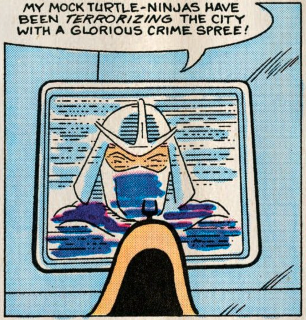 MY MOCK TURTLE-NINJAS HAVE
BEEN TERRORIZING THE CITY
WITH A GLORIOUS CRIME SPREE!